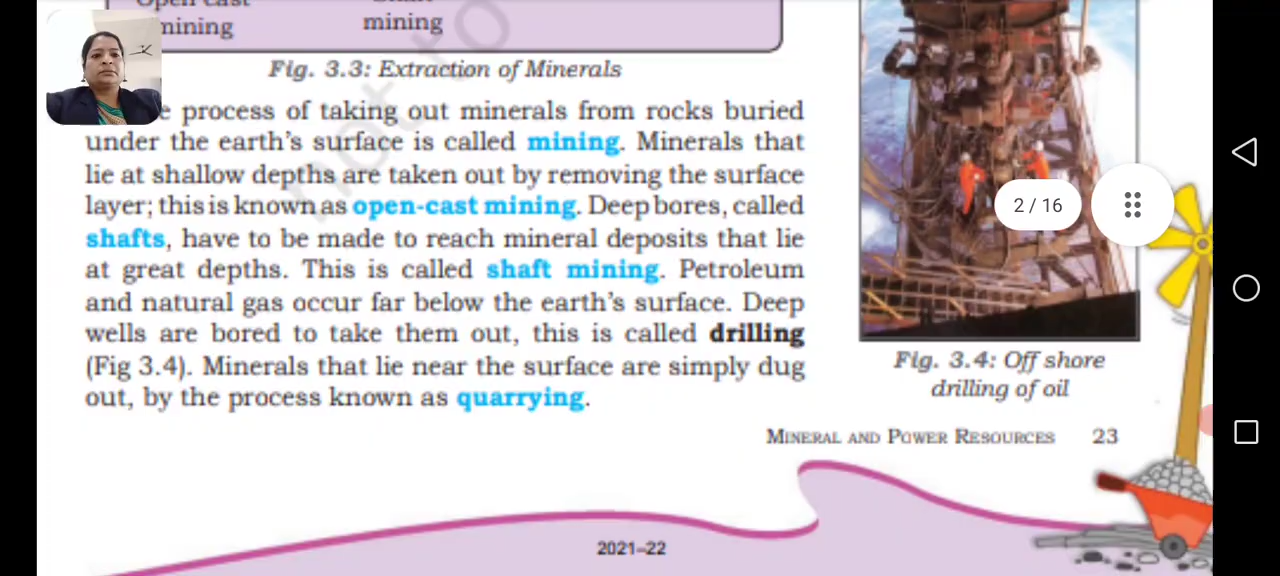 Open cast
mining
Shaft
mining
Fig. 3.3: Extraction of Minerals
process of taking out minerals from rocks buried
under the earth's surface is called mining. Minerals that
lie at shallow depths are taken out by removing the surface
layer; this is known as open-cast mining. Deep bores, called
shafts, have to be made to reach mineral deposits that lie
at great depths. This is called shaft mining. Petroleum
and natural gas occur far below the earth's surface. Deep
wells are bored to take them out, this is called drilling
(Fig 3.4). Minerals that lie near the surface are simply dug
out, by the process known as quarrying.
not to
2 / 16
Fig. 3.4: Off shore
drilling of oil
MINERAL AND POWER RESOURCES 23
2021–22